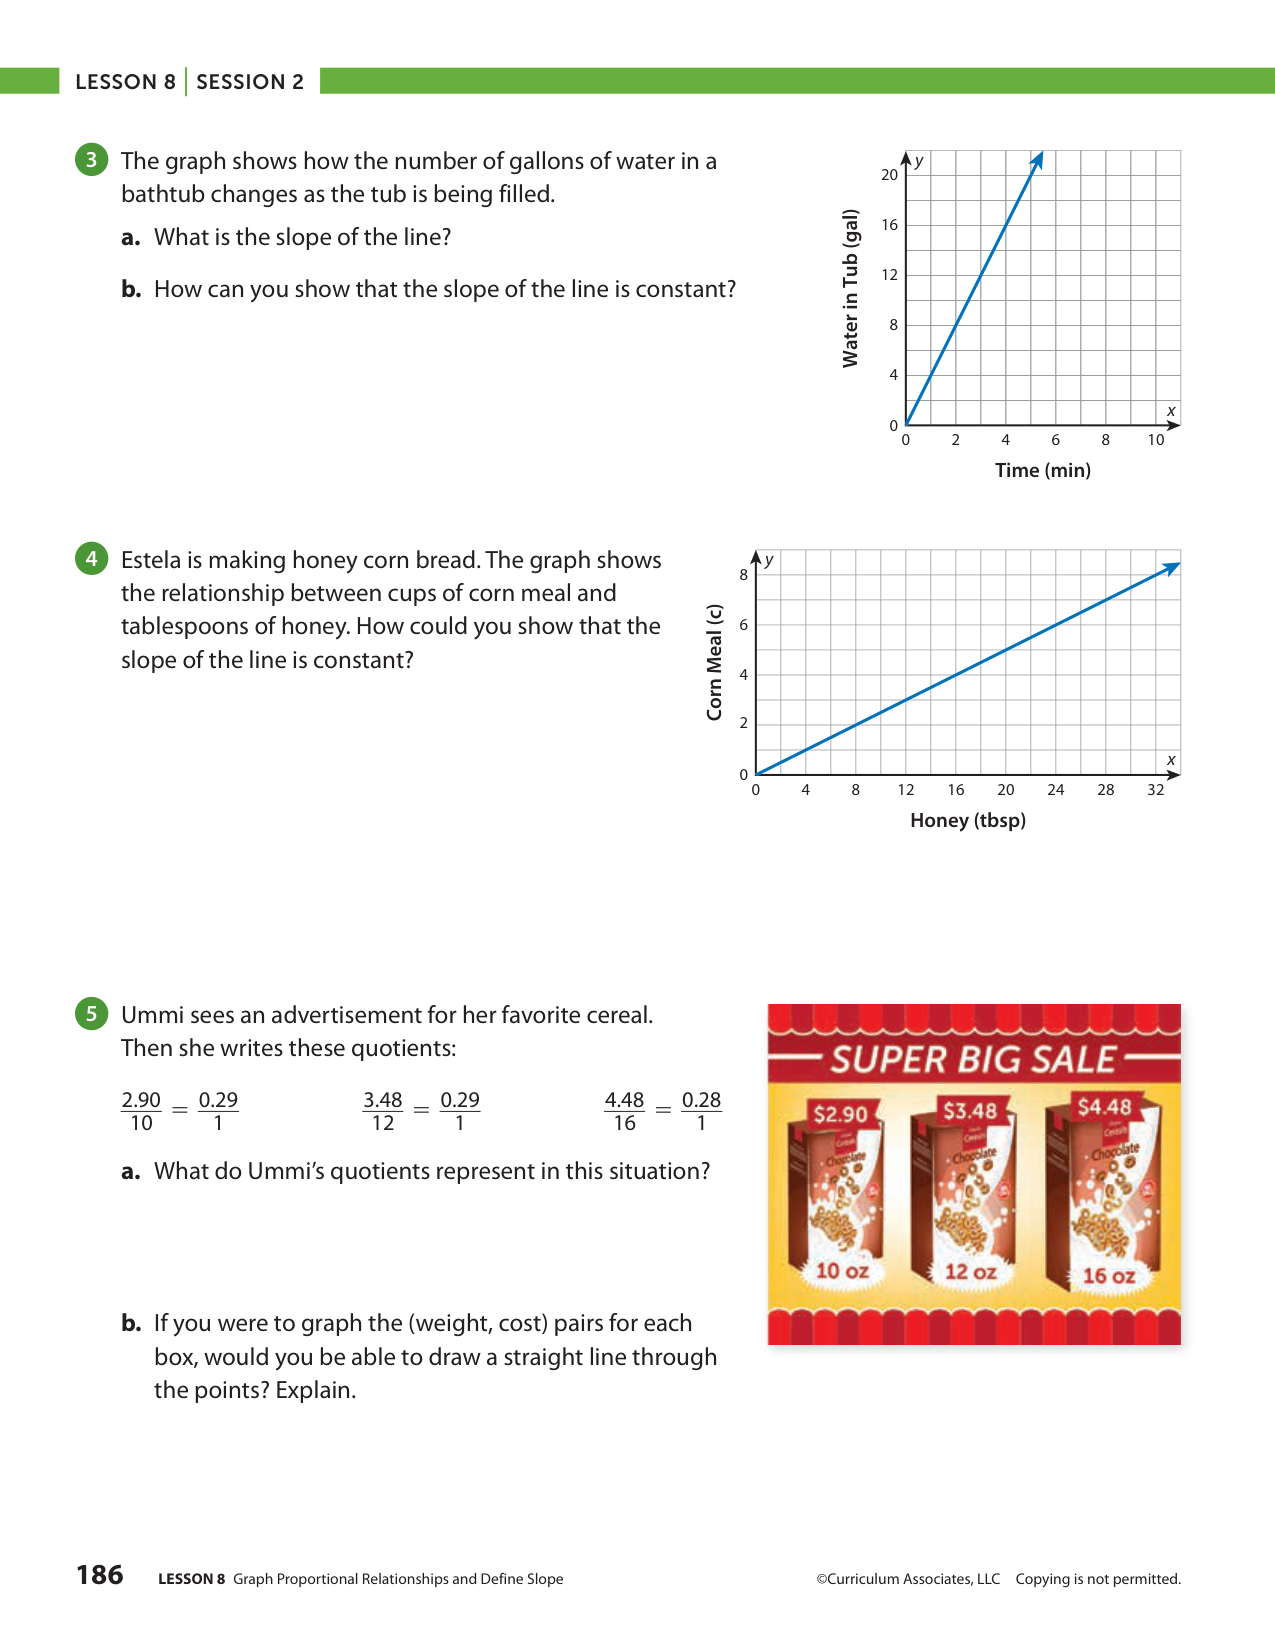 LESSON 8 | SESSION 2
3 The graph shows how the number of gallons of water in a
bathtub changes as the tub is being filled.
a. What is the slope of the line?
b. How can you show that the slope of the line is constant?
y
20
16
12
8
4
0
Water in Tub (gal)
x
0 2 4 6 8 10
Time (min)
4 Estela is making honey corn bread. The graph shows
the relationship between cups of corn meal and
tablespoons of honey. How could you show that the
slope of the line is constant?
y
8
6
4
2
0
Corn Meal (c)
x
0 4 8 12 16 20 24 28 32
Honey (tbsp)
5 Ummi sees an advertisement for her favorite cereal.
Then she writes these quotients:
2.90/10 = 0.29/1 3.48/12 = 0.29/1 4.48/16 = 0.28/1
a. What do Ummi’s quotients represent in this situation?
b. If you were to graph the (weight, cost) pairs for each
box, would you be able to draw a straight line through
the points? Explain.
SUPER BIG SALE
$2.90 $3.48 $4.48
Cereals Cereals Cereals
Chocolate Chocolate Chocolate
10 oz 12 oz 16 oz
186 LESSON 8 Graph Proportional Relationships and Define Slope ©Curriculum Associates, LLC Copying is not permitted.